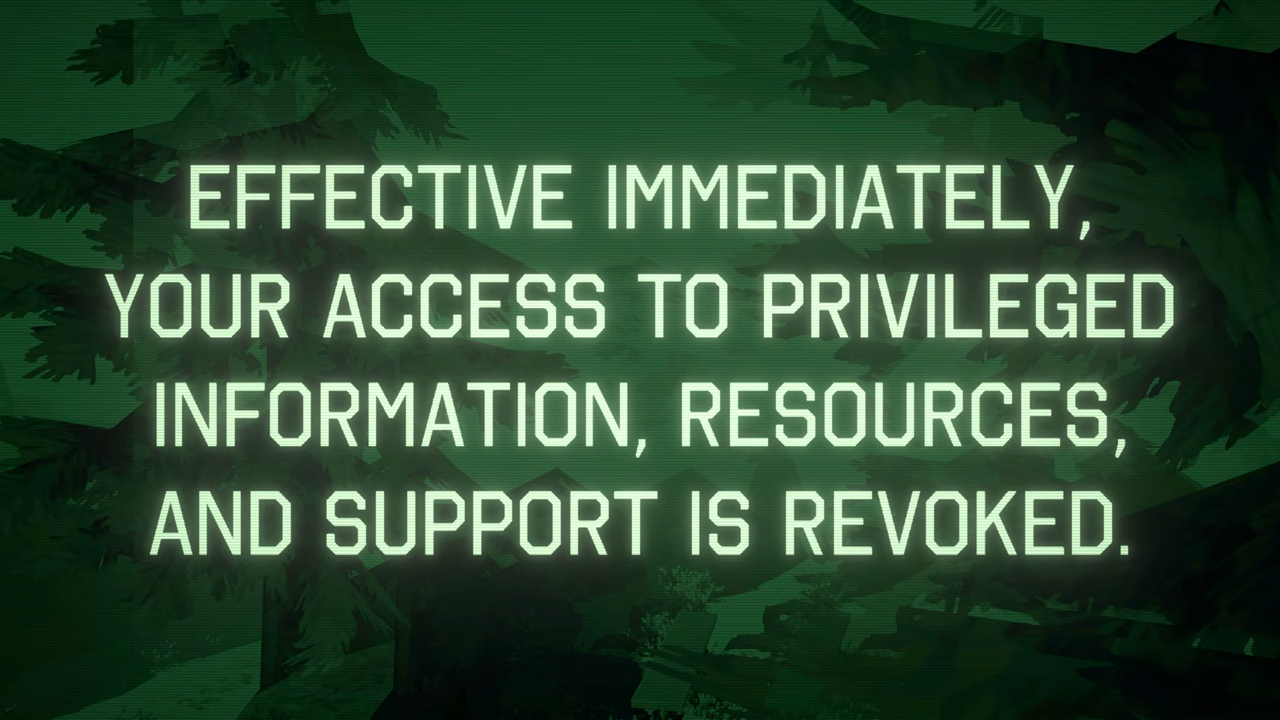 EFFECTIVE IMMEDIATELY,
YOUR ACCESS TO PRIVILEGED
INFORMATION, RESOURCES,
AND SUPPORT IS REVOKED.